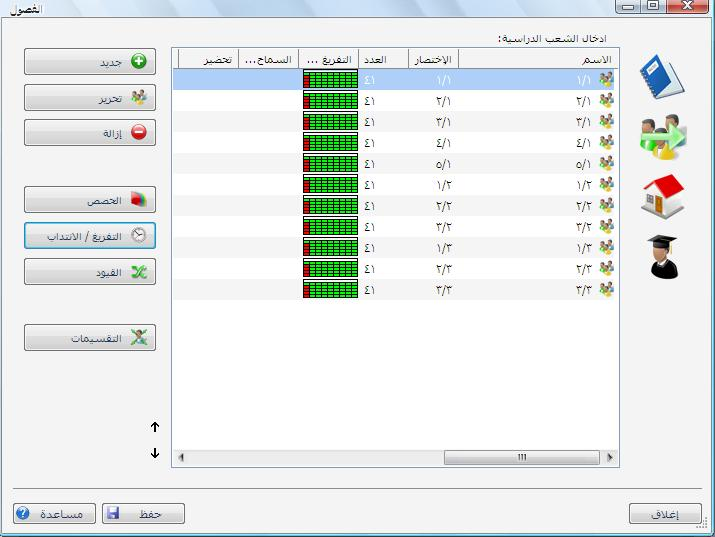 الفصول
ادخال الشعب الدراسية:
الاسم الإختصار العدد التفريغ ... السماح... تحضير
١/١ ١/١ ٤١
٢/١ ٢/١ ٤١
٣/١ ٣/١ ٤١
٤/١ ٤/١ ٤١
٥/١ ٥/١ ٤١
١/٢ ١/٢ ٤١
٢/٢ ٢/٢ ٤١
٣/٢ ٣/٢ ٤١
١/٣ ١/٣ ٤١
٢/٣ ٢/٣ ٤١
٣/٣ ٣/٣ ٤١
جديد
تحرير
إزالة
الحصص
التفريغ / الانتداب
القيود
التقسيمات
إغلاق
حفظ
مساعدة